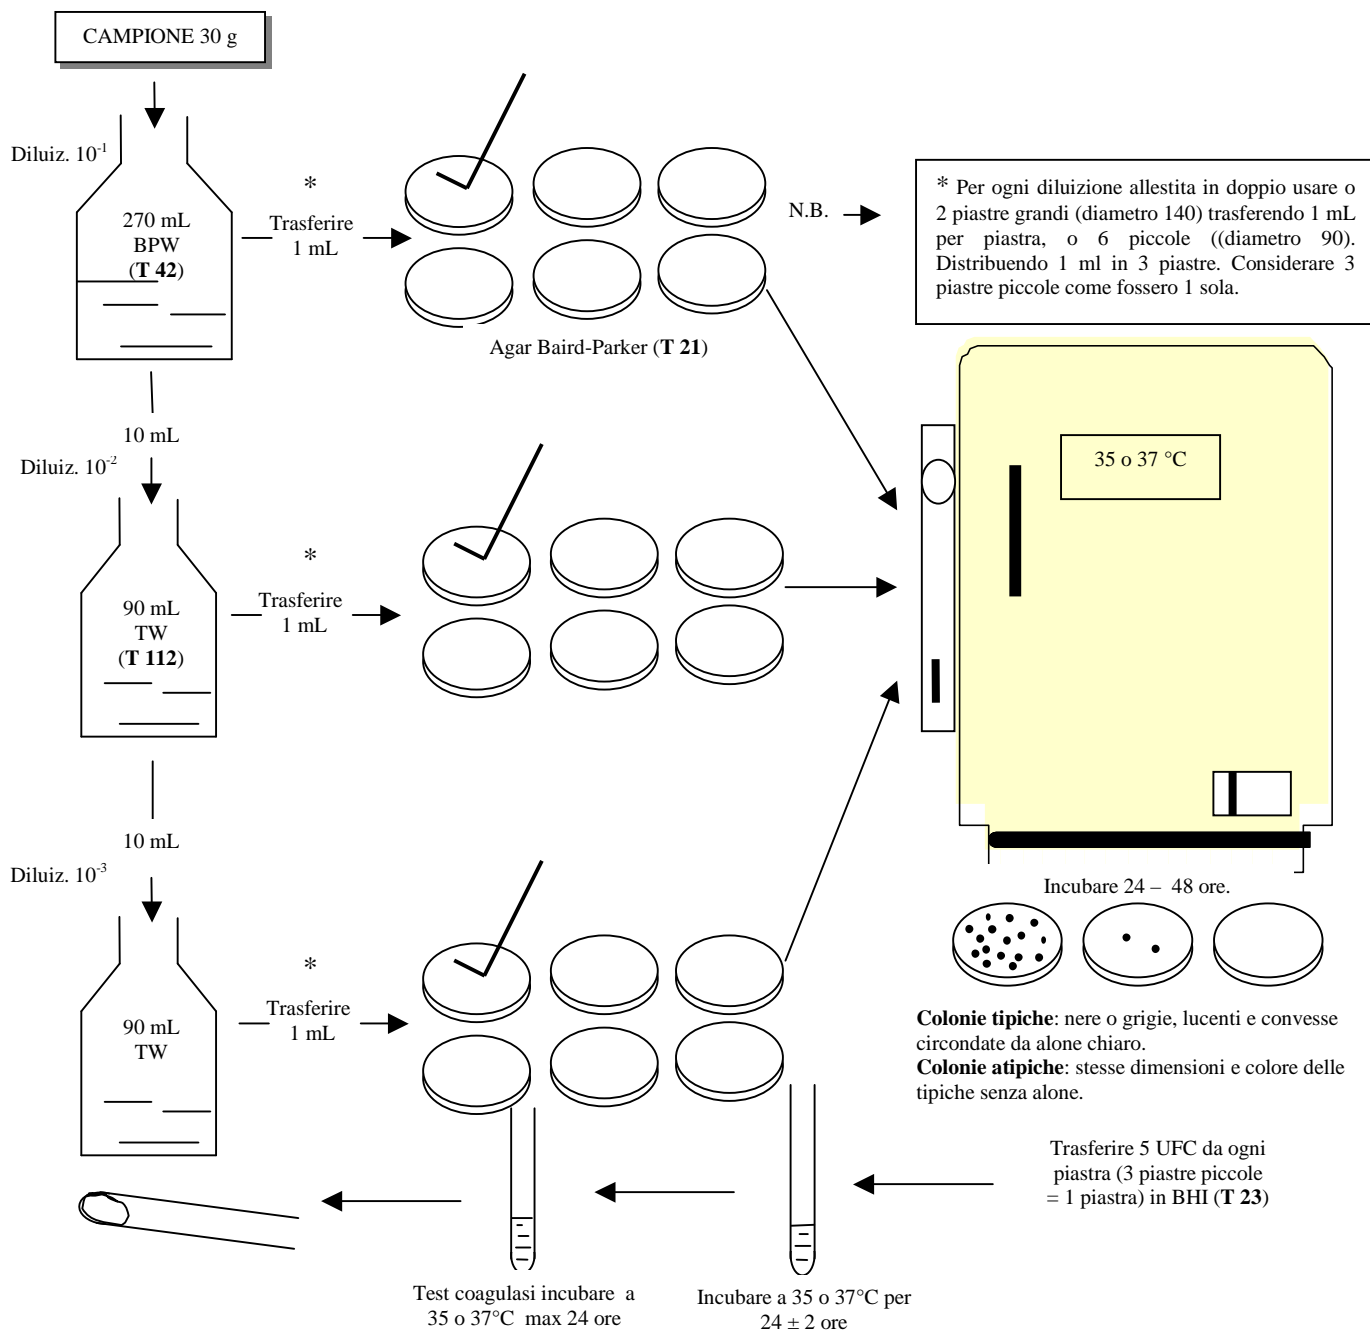 CAMPIONE 30 g
Diluiz. 10⁻¹
270 mL
BPW
(T 42)
*
Trasferire
1 mL
Agar Baird-Parker (T 21)
N.B.
* Per ogni diluizione allestita in doppio usare o
2 piastre grandi (diametro 140) trasferendo 1 mL
per piastra, o 6 piccole ((diametro 90).
Distribuendo 1 ml in 3 piastre. Considerare 3
piastre piccole come fossero 1 sola.
10 mL
Diluiz. 10⁻²
90 mL
TW
(T 112)
*
Trasferire
1 mL
35 o 37 °C
10 mL
Diluiz. 10⁻³
90 mL
TW
*
Trasferire
1 mL
Incubare 24 – 48 ore.
Colonie tipiche: nere o grigie, lucenti e convesse
circondate da alone chiaro.
Colonie atipiche: stesse dimensioni e colore delle
tipiche senza alone.
Trasferire 5 UFC da ogni
piastra (3 piastre piccole
= 1 piastra) in BHI (T 23)
Incubare a 35 o 37°C per
24 ± 2 ore
Test coagulasi incubare a
35 o 37°C max 24 ore